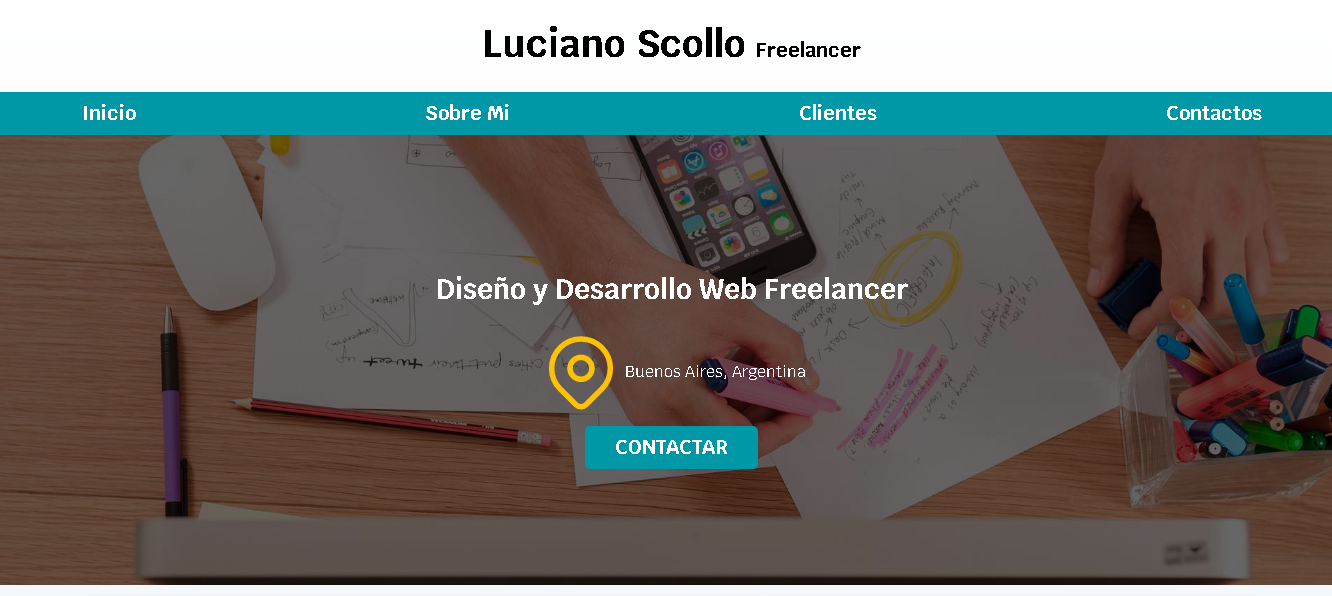 Luciano Scollo Freelancer
Inicio Sobre Mi Clientes Contactos
Diseño y Desarrollo Web Freelancer
Buenos Aires, Argentina
CONTACTAR